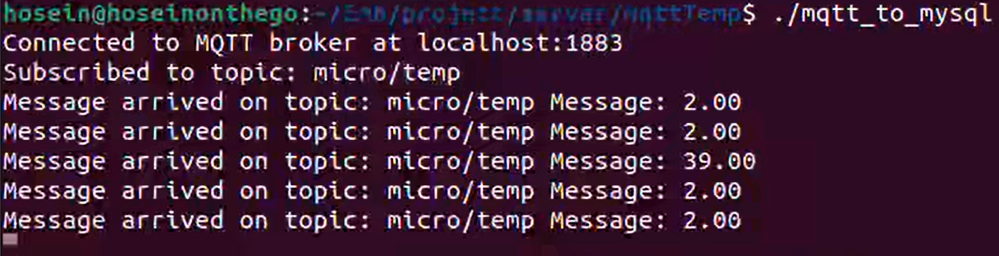 hosein@hoseinonthego:~/Emb/projntt/server/MqttTemp$ ./mqtt_to_mysql
Connected to MQTT broker at localhost:1883
Subscribed to topic: micro/temp
Message arrived on topic: micro/temp Message: 2.00
Message arrived on topic: micro/temp Message: 2.00
Message arrived on topic: micro/temp Message: 39.00
Message arrived on topic: micro/temp Message: 2.00
Message arrived on topic: micro/temp Message: 2.00